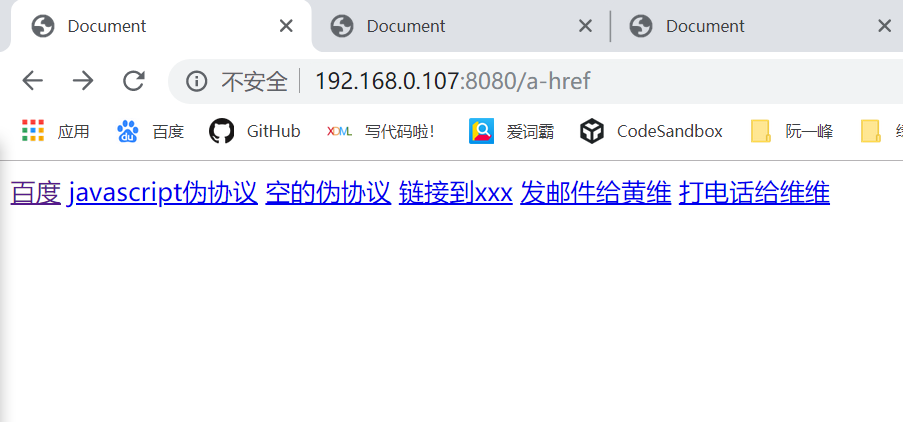 Document Document Document
不安全 192.168.0.107:8080/a-href
应用 百度 GitHub XOML 写代码啦! 爱词霸 CodeSandbox 阮一峰
百度 javascript伪协议 空的伪协议 链接到xxx 发邮件给黄维 打电话给维维